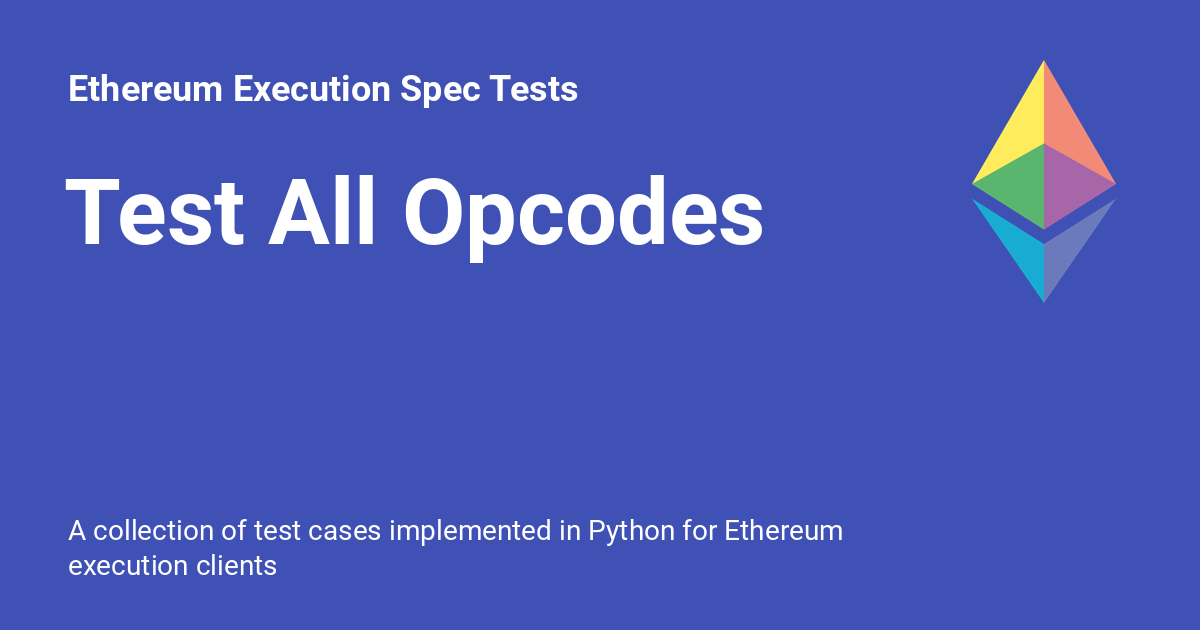 Ethereum Execution Spec Tests
Test All Opcodes
A collection of test cases implemented in Python for Ethereum
execution clients